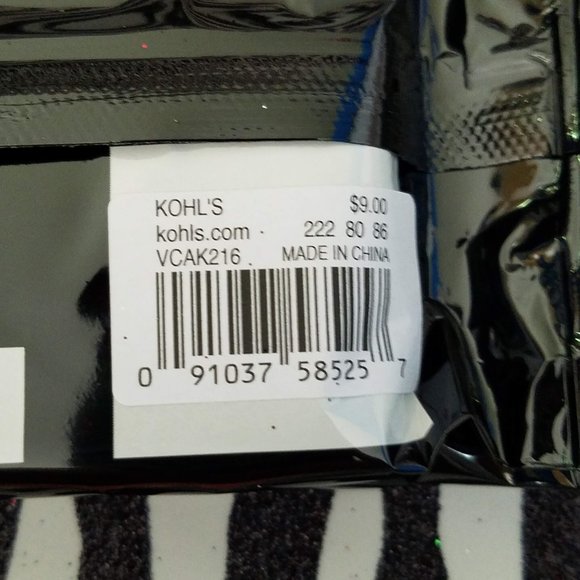 KOHL'S $9.00
kohls.com 222 80 86
VCAK216 MADE IN CHINA
0 91037 58525 7